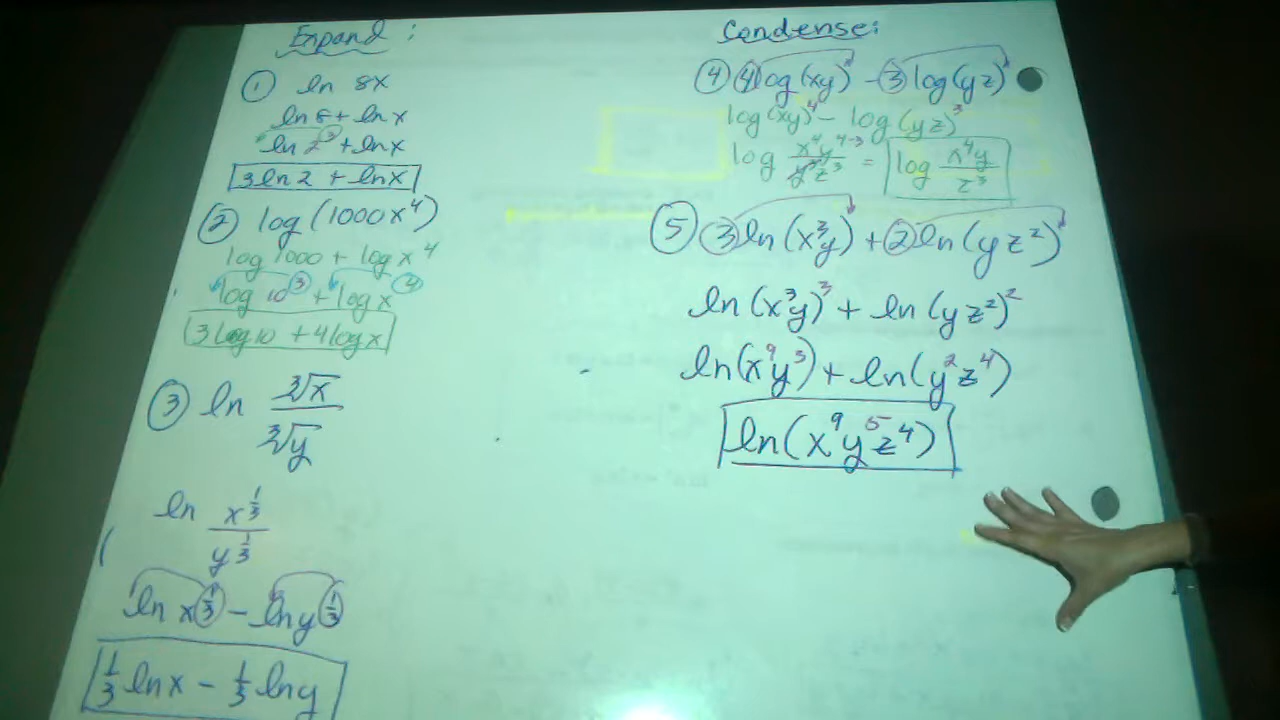 Expand:
① ln 8x
ln 8 + ln x
ln 2³ + ln x
3 ln 2 + ln x
② log (1000x⁴)
log 1000 + log x⁴
log 10³ + log x⁴
3 log 10 + 4 log x
③ ln ∛x / ∛y
ln x^(1/3) / y^(1/3)
ln x^(1/3) − ln y^(1/3)
1/3 ln x − 1/3 ln y
Condense:
④ 4 log (xy) − 3 log (yz)
log (xy)⁴ − log (yz)³
log x⁴y⁴⁻³ / y³z³ = log x⁴y / z³
⑤ 3 ln (x³y) + 2 ln (yz²)
ln (x³y)³ + ln (yz²)²
ln (x⁹y³) + ln (y²z⁴)
ln (x⁹y⁵z⁴)